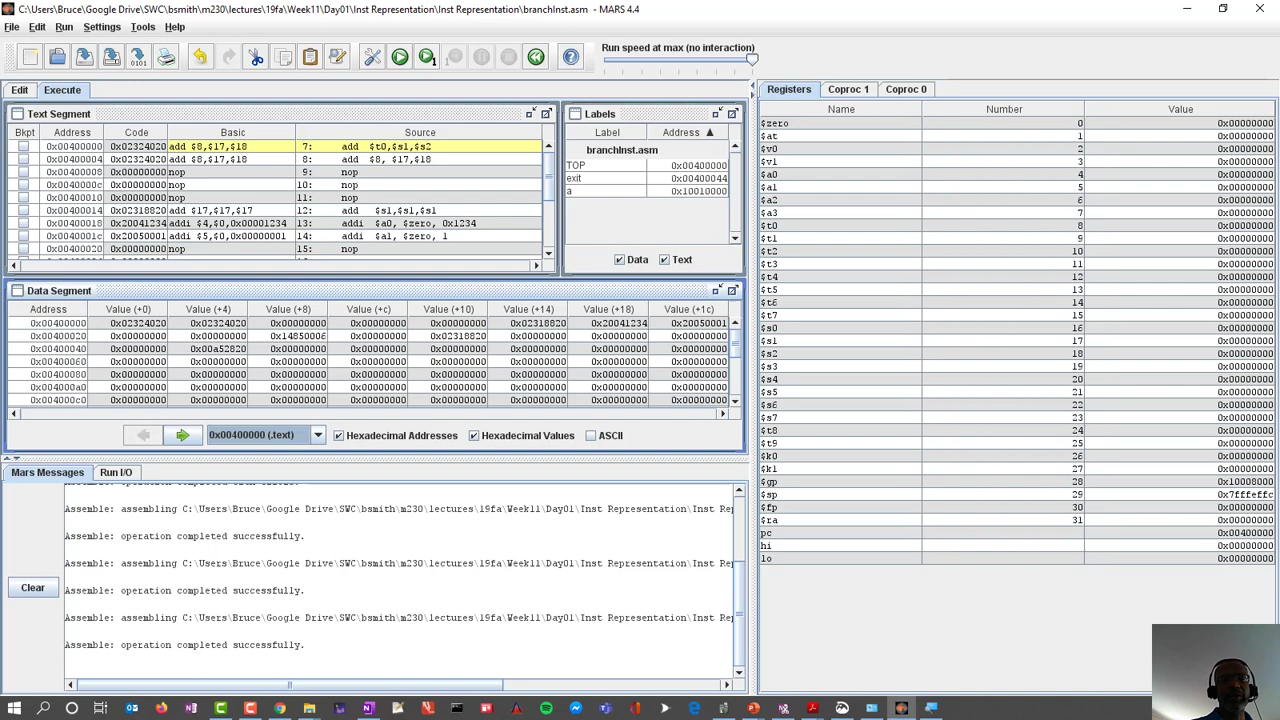 C:\Users\Bruce\Google Drive\SWC\bsmith\m230\lectures\19fa\Week11\Day01\Inst Representation\Inst Representation\branchInst.asm - MARS 4.4
File Edit Run Settings Tools Help
Run speed at max (no interaction)
Edit Execute
Text Segment
Bkpt Address Code Basic Source
0x00400000 0x02324020 add $8,$17,$18 7: add $t0,$s1,$s2
0x00400004 0x02324020 add $8,$17,$18 8: add $8, $17,$18
0x00400008 0x00000000 nop 9: nop
0x0040000c 0x00000000 nop 10: nop
0x00400010 0x00000000 nop 11: nop
0x00400014 0x02318820 add $17,$17,$17 12: add $s1,$s1,$s1
0x00400018 0x20041234 addi $4,$0,0x00001234 13: addi $a0, $zero, 0x1234
0x0040001c 0x20050001 addi $5,$0,0x00000001 14: addi $a1, $zero, 1
0x00400020 0x00000000 nop 15: nop
Labels
Label Address ▲
branchInst.asm
TOP 0x00400000
exit 0x00400044
a 0x10010000
Data Text
Data Segment
Address Value (+0) Value (+4) Value (+8) Value (+c) Value (+10) Value (+14) Value (+18) Value (+1c)
0x00400000 0x02324020 0x02324020 0x00000000 0x00000000 0x00000000 0x02318820 0x20041234 0x20050001
0x00400020 0x00000000 0x00000000 0x14850006 0x00000000 0x02318820 0x00000000 0x00000000 0x00000000
0x00400040 0x00000000 0x00a52820 0x00000000 0x00000000 0x00000000 0x00000000 0x00000000 0x00000000
0x00400060 0x00000000 0x00000000 0x00000000 0x00000000 0x00000000 0x00000000 0x00000000 0x00000000
0x00400080 0x00000000 0x00000000 0x00000000 0x00000000 0x00000000 0x00000000 0x00000000 0x00000000
0x004000a0 0x00000000 0x00000000 0x00000000 0x00000000 0x00000000 0x00000000 0x00000000 0x00000000
0x004000c0 0x00000000 0x00000000 0x00000000 0x00000000 0x00000000 0x00000000 0x00000000 0x00000000
0x00400000 (.text) Hexadecimal Addresses Hexadecimal Values ASCII
Mars Messages Run I/O
Assemble: operation completed with errors.
Assemble: assembling C:\Users\Bruce\Google Drive\SWC\bsmith\m230\lectures\19fa\Week11\Day01\Inst Representation\Inst Rep
Assemble: operation completed successfully.
Assemble: assembling C:\Users\Bruce\Google Drive\SWC\bsmith\m230\lectures\19fa\Week11\Day01\Inst Representation\Inst Rep
Assemble: operation completed successfully.
Assemble: assembling C:\Users\Bruce\Google Drive\SWC\bsmith\m230\lectures\19fa\Week11\Day01\Inst Representation\Inst Rep
Assemble: operation completed successfully.
Clear
Registers Coproc 1 Coproc 0
Name Number Value
$zero 0 0x00000000
$at 1 0x00000000
$v0 2 0x00000000
$v1 3 0x00000000
$a0 4 0x00000000
$a1 5 0x00000000
$a2 6 0x00000000
$a3 7 0x00000000
$t0 8 0x00000000
$t1 9 0x00000000
$t2 10 0x00000000
$t3 11 0x00000000
$t4 12 0x00000000
$t5 13 0x00000000
$t6 14 0x00000000
$t7 15 0x00000000
$s0 16 0x00000000
$s1 17 0x00000000
$s2 18 0x00000000
$s3 19 0x00000000
$s4 20 0x00000000
$s5 21 0x00000000
$s6 22 0x00000000
$s7 23 0x00000000
$t8 24 0x00000000
$t9 25 0x00000000
$k0 26 0x00000000
$k1 27 0x00000000
$gp 28 0x10008000
$sp 29 0x7fffeffc
$fp 30 0x00000000
$ra 31 0x00000000
pc 0x00400000
hi 0x00000000
lo 0x00000000